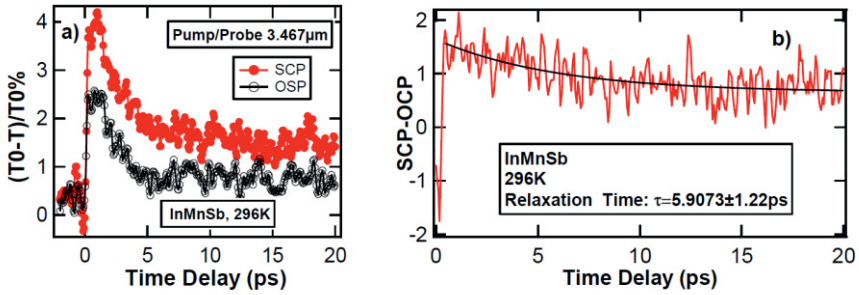 a)
Pump/Probe 3.467µm
SCP
OSP
InMnSb, 296K
(T0-T)/T0%
4
3
2
1
0
0
5
10
15
20
Time Delay (ps)
b)
InMnSb
296K
Relaxation Time: τ=5.9073±1.22ps
SCP-OCP
2
1
0
-1
-2
0
5
10
15
20
Time Delay (ps)